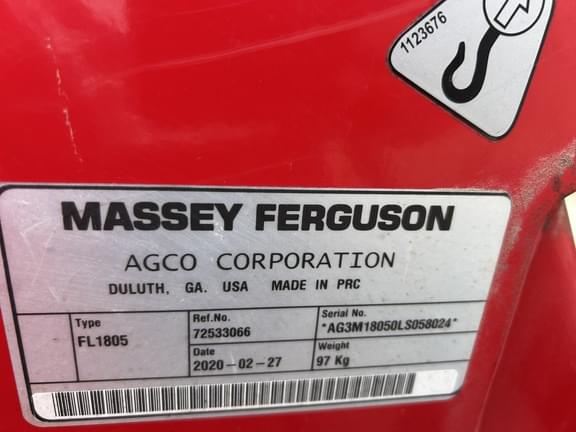 1123676
MASSEY FERGUSON
AGCO CORPORATION
DULUTH, GA. USA MADE IN PRC
Type
FL1805
Ref.No.
72533066
Serial No.
*AG3M18050LS058024*
Date
2020-02-27
Weight
97 Kg